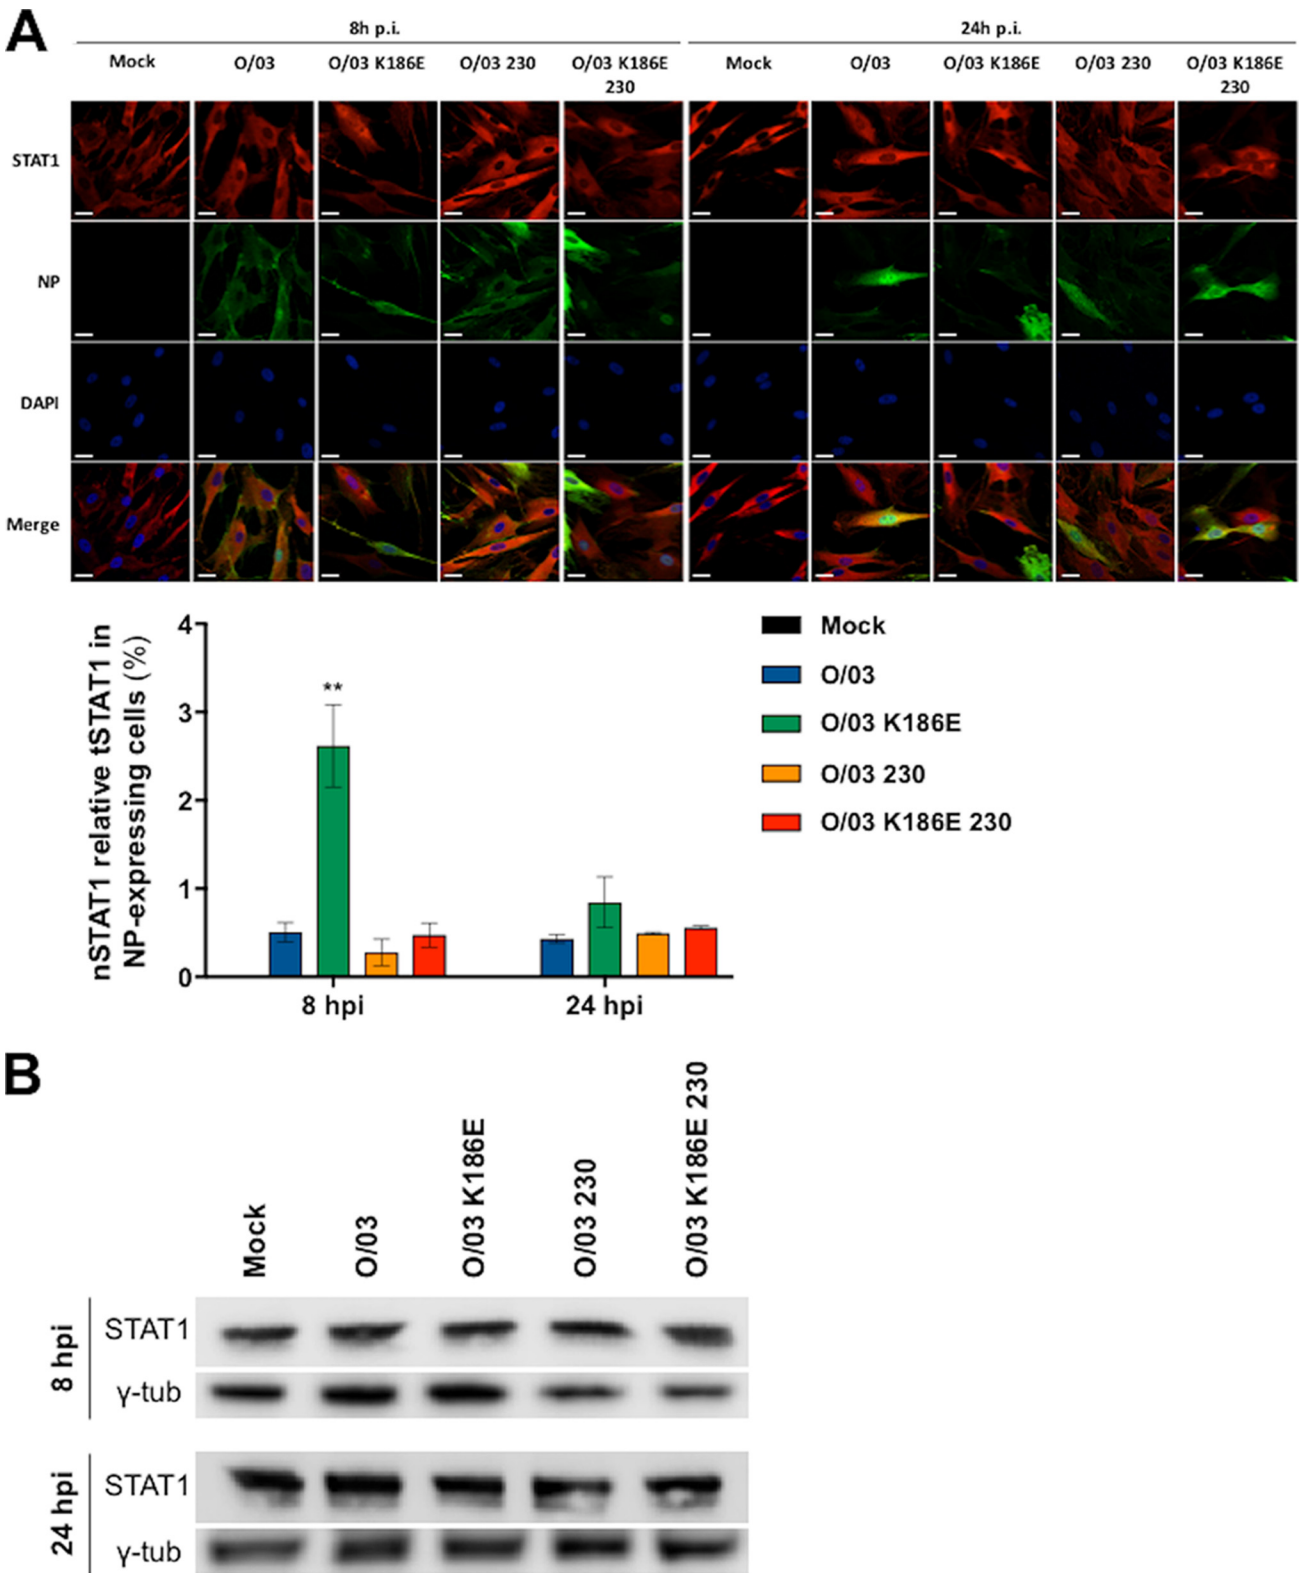 A
8h p.i.
24h p.i.
Mock
O/03
O/03 K186E
O/03 230
O/03 K186E
230
Mock
O/03
O/03 K186E
O/03 230
O/03 K186E
230
STAT1
NP
DAPI
Merge
nSTAT1 relative tSTAT1 in
NP-expressing cells (%)
4
3
2
1
0
**
8 hpi
24 hpi
Mock
O/03
O/03 K186E
O/03 230
O/03 K186E 230
B
Mock
O/03
O/03 K186E
O/03 230
O/03 K186E 230
8 hpi
STAT1
γ-tub
24 hpi
STAT1
γ-tub